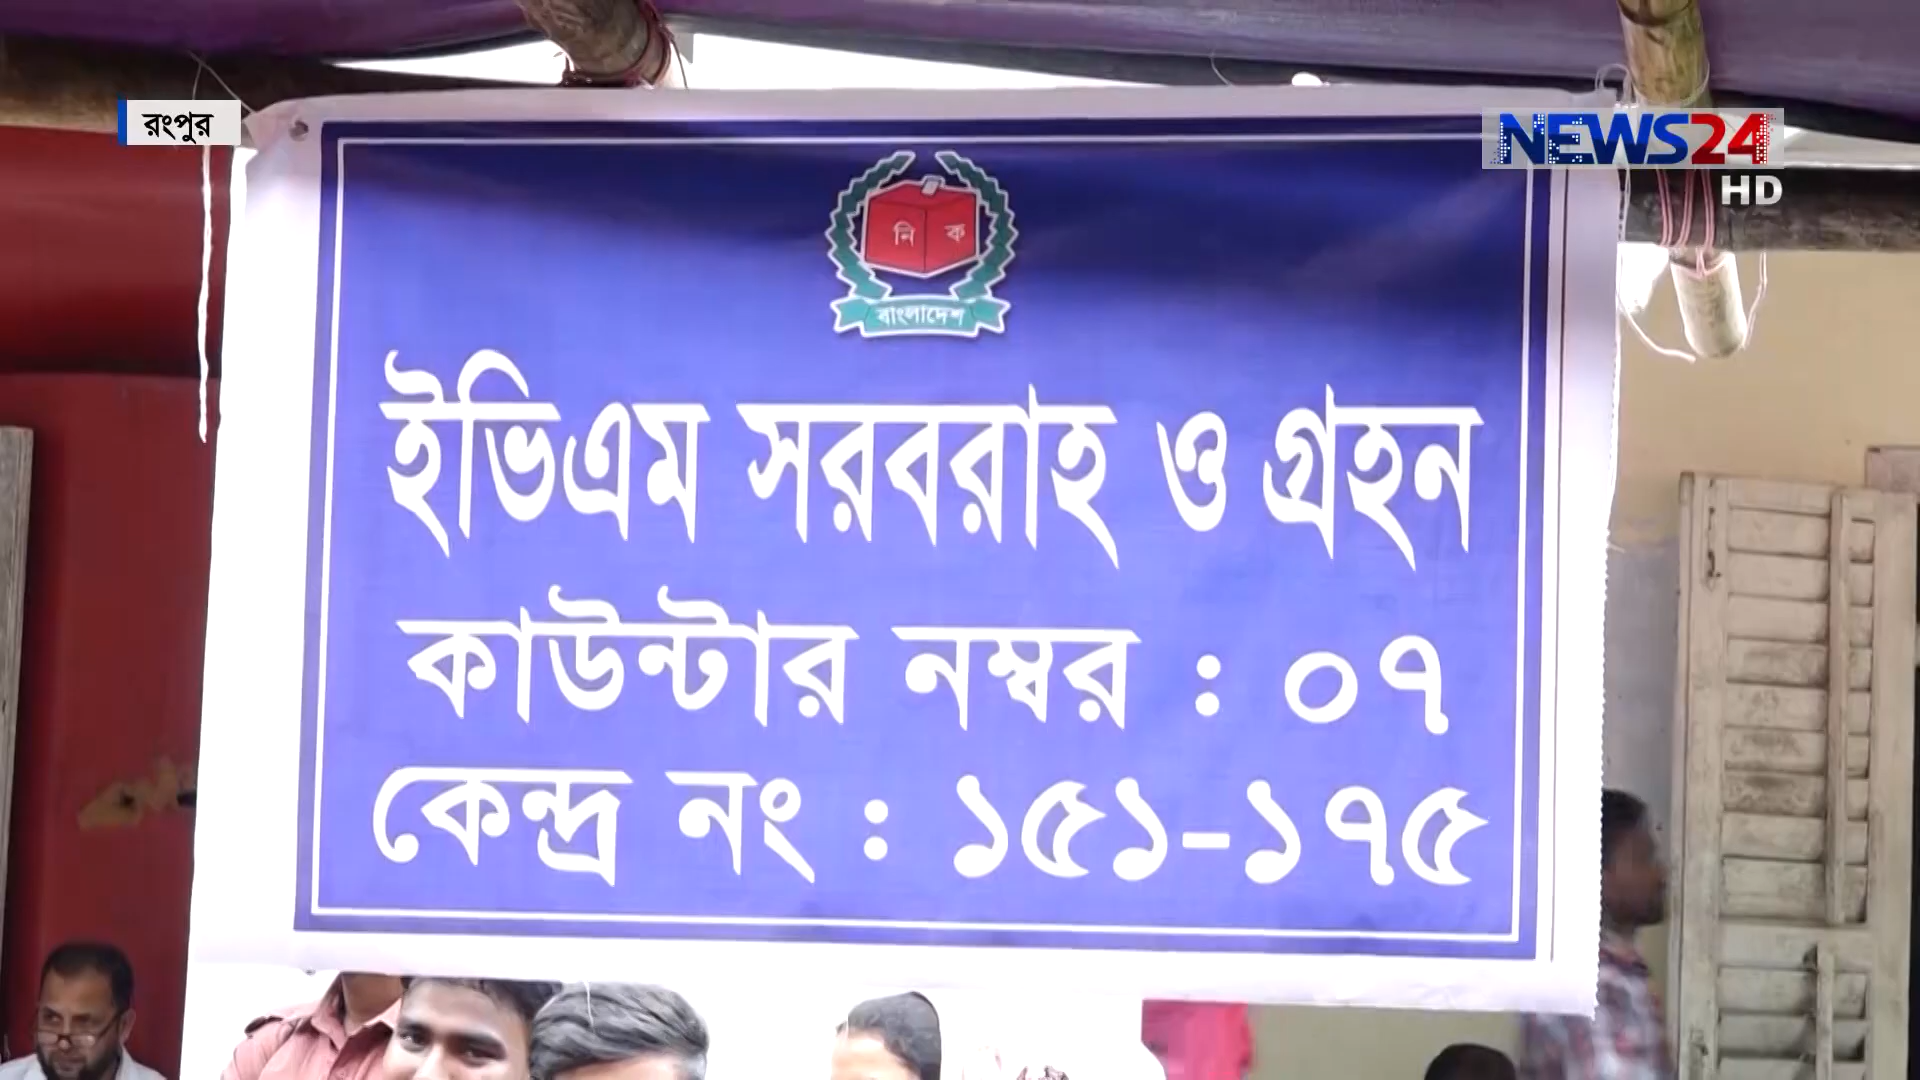 রংপুর
NEWS24
HD
নি ক
বাংলাদেশ
ইভিএম সরবরাহ ও গ্রহন
কাউন্টার নম্বর : ০৭
কেন্দ্র নং : ১৫১-১৭৫